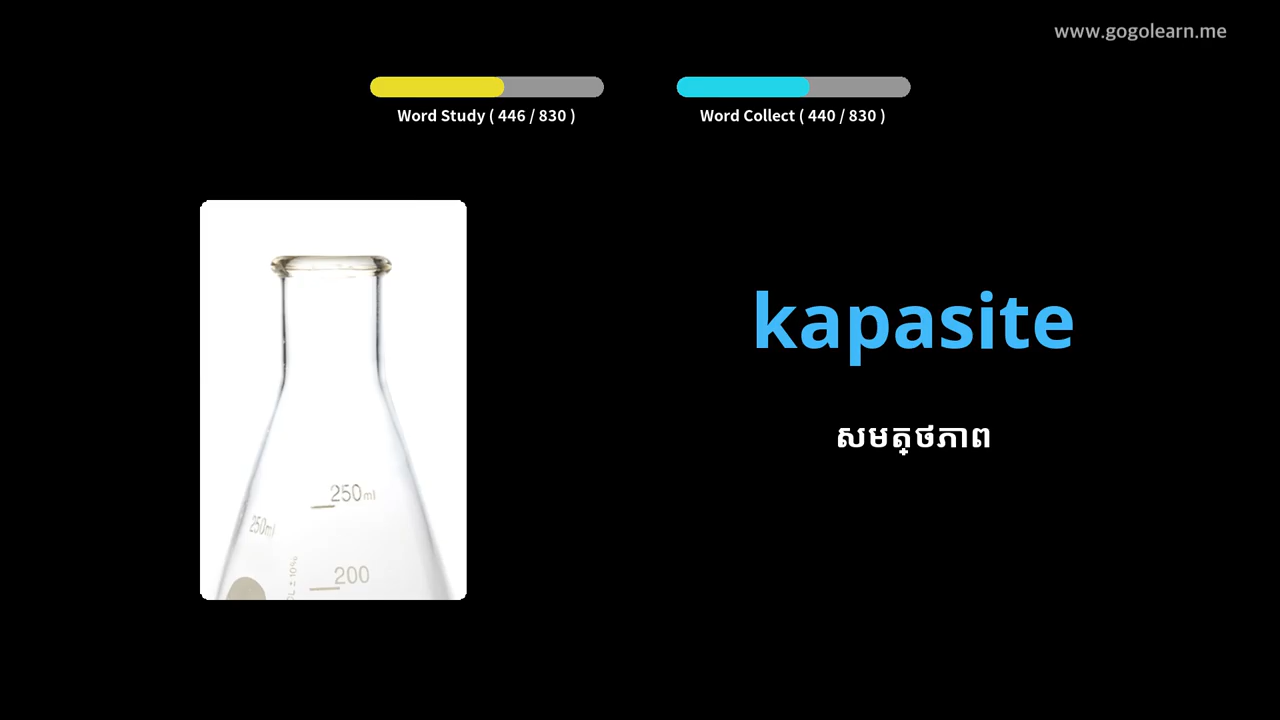 www.gogolearn.me
Word Study ( 446 / 830 )
Word Collect ( 440 / 830 )
kapasite
សមត្ថភាព
250ml
250ml
200